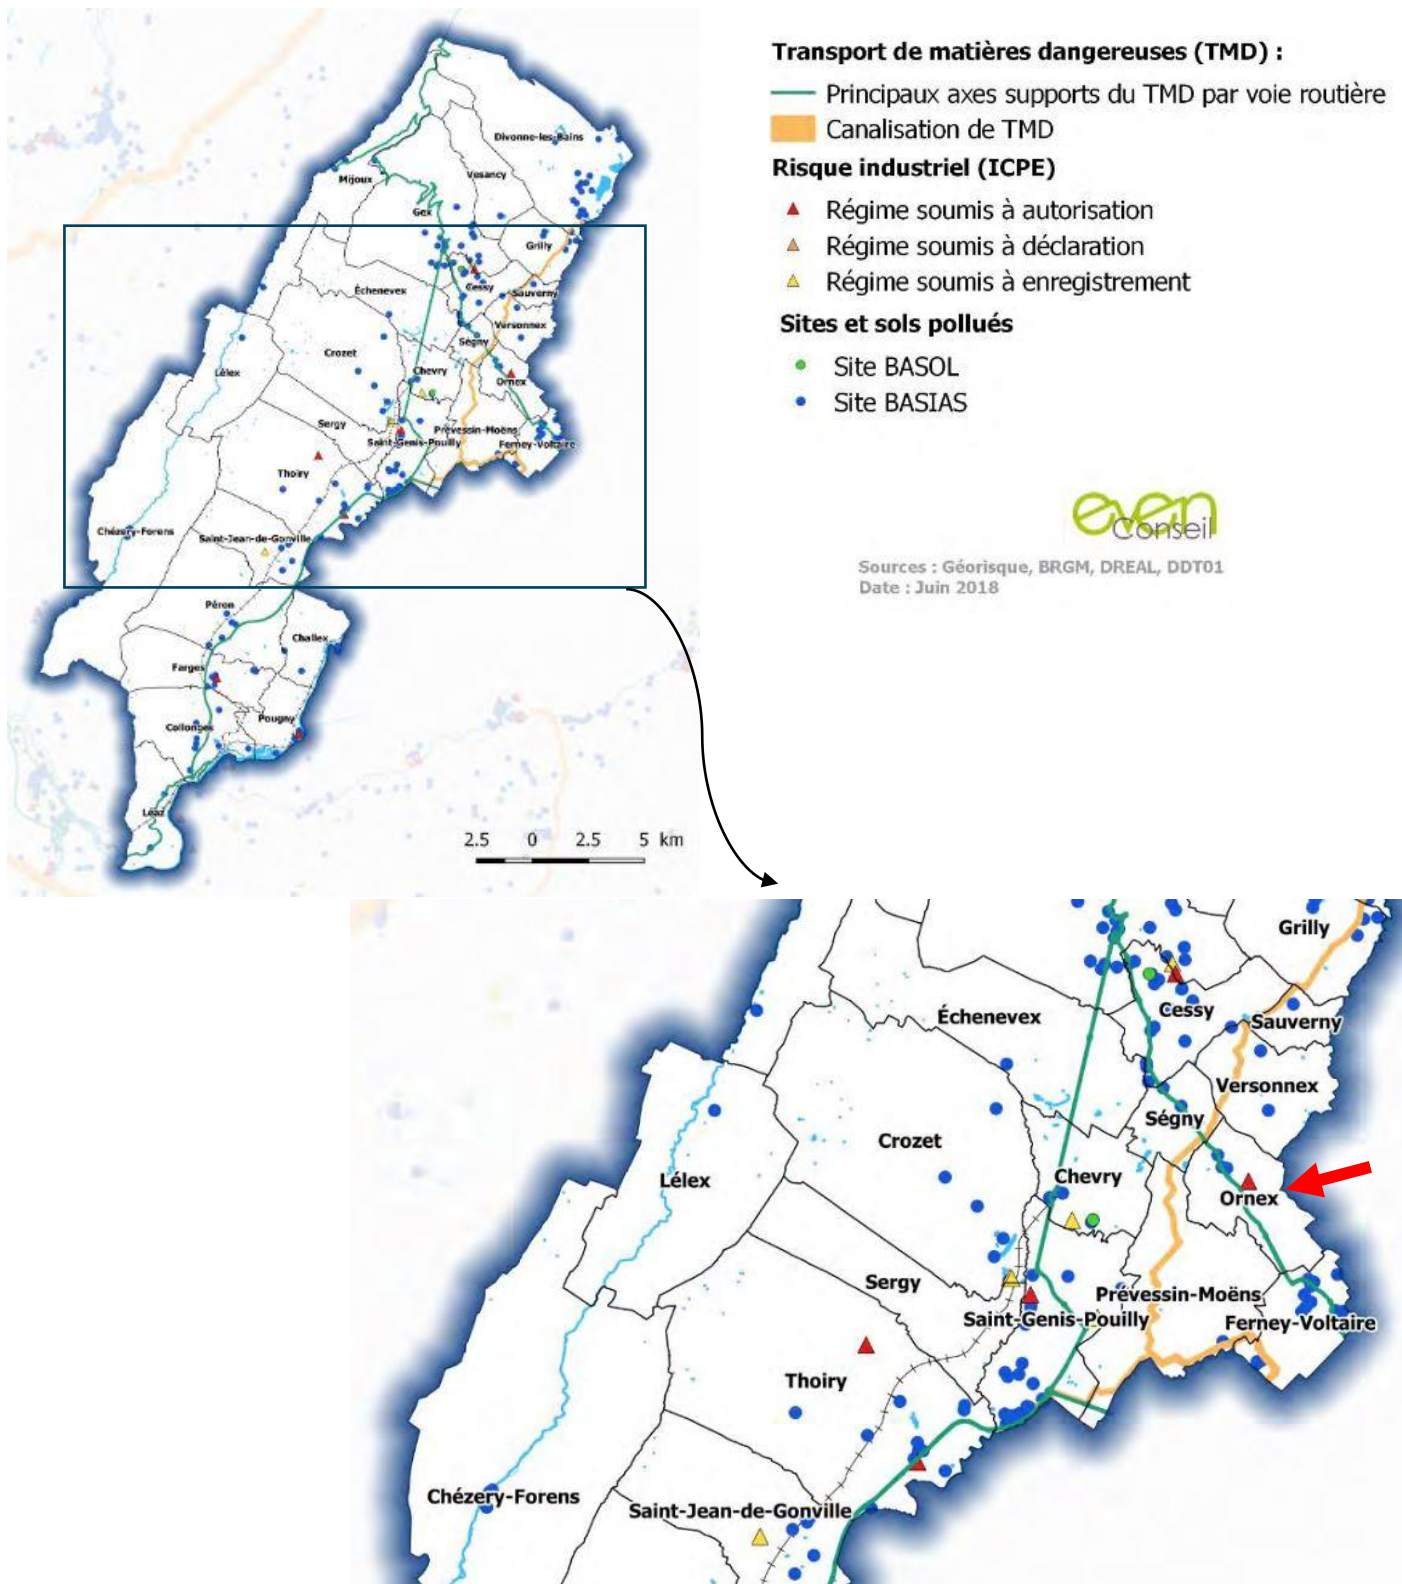 Divonne-les-Bains
Mijoux
Vesancy
Gex
Grilly
Cessy
Échenevex
Sauverny
Versonnex
Ségny
Crozet
Lélex
Chevry
Ornex
Sergy
Prévessin-Moëns
Saint-Genis-Pouilly
Ferney-Voltaire
Thoiry
Chézery-Forens
Saint-Jean-de-Gonville
Péron
Challex
Farges
Collonges
Pougny
Léaz
2.5 0 2.5 5 km
Transport de matières dangereuses (TMD) :
Principaux axes supports du TMD par voie routière
Canalisation de TMD
Risque industriel (ICPE)
Régime soumis à autorisation
Régime soumis à déclaration
Régime soumis à enregistrement
Sites et sols pollués
Site BASOL
Site BASIAS
even
Conseil
Sources : Géorisque, BRGM, DREAL, DDT01
Date : Juin 2018
Grilly
Cessy
Échenevex
Sauverny
Versonnex
Ségny
Crozet
Lélex
Chevry
Ornex
Sergy
Prévessin-Moëns
Saint-Genis-Pouilly
Ferney-Voltaire
Thoiry
Chézery-Forens
Saint-Jean-de-Gonville